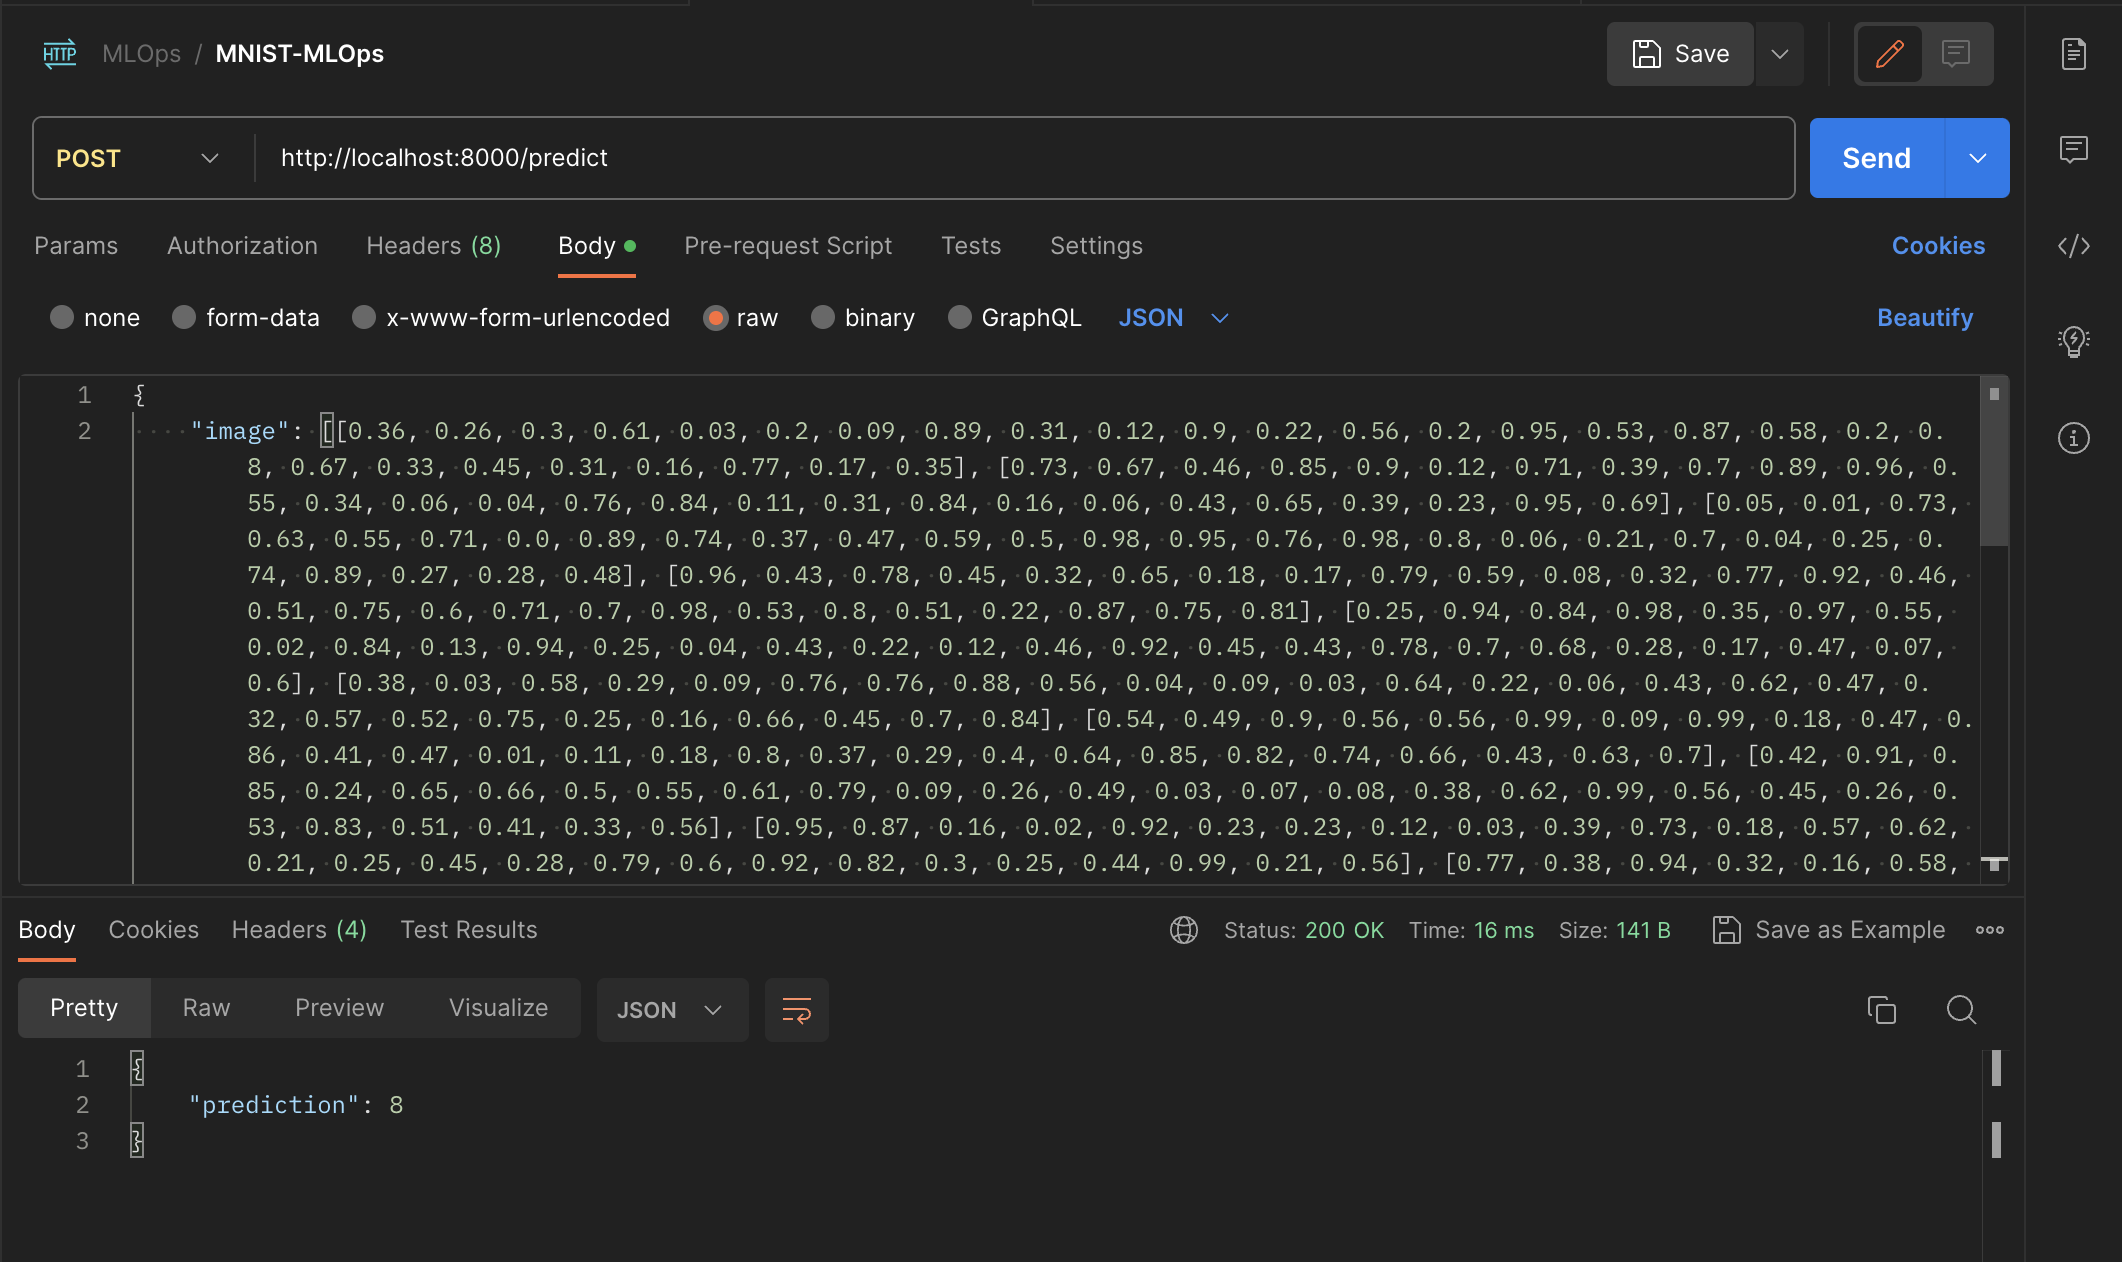 HTTP MLOps / MNIST-MLOps Save
POST http://localhost:8000/predict Send
Params Authorization Headers (8) Body Pre-request Script Tests Settings Cookies
none form-data x-www-form-urlencoded raw binary GraphQL JSON Beautify
1 {
2 "image": [[0.36, 0.26, 0.3, 0.61, 0.03, 0.2, 0.09, 0.89, 0.31, 0.12, 0.9, 0.22, 0.56, 0.2, 0.95, 0.53, 0.87, 0.58, 0.2, 0.
8, 0.67, 0.33, 0.45, 0.31, 0.16, 0.77, 0.17, 0.35], [0.73, 0.67, 0.46, 0.85, 0.9, 0.12, 0.71, 0.39, 0.7, 0.89, 0.96, 0.
55, 0.34, 0.06, 0.04, 0.76, 0.84, 0.11, 0.31, 0.84, 0.16, 0.06, 0.43, 0.65, 0.39, 0.23, 0.95, 0.69], [0.05, 0.01, 0.73,
0.63, 0.55, 0.71, 0.0, 0.89, 0.74, 0.37, 0.47, 0.59, 0.5, 0.98, 0.95, 0.76, 0.98, 0.8, 0.06, 0.21, 0.7, 0.04, 0.25, 0.
74, 0.89, 0.27, 0.28, 0.48], [0.96, 0.43, 0.78, 0.45, 0.32, 0.65, 0.18, 0.17, 0.79, 0.59, 0.08, 0.32, 0.77, 0.92, 0.46,
0.51, 0.75, 0.6, 0.71, 0.7, 0.98, 0.53, 0.8, 0.51, 0.22, 0.87, 0.75, 0.81], [0.25, 0.94, 0.84, 0.98, 0.35, 0.97, 0.55,
0.02, 0.84, 0.13, 0.94, 0.25, 0.04, 0.43, 0.22, 0.12, 0.46, 0.92, 0.45, 0.43, 0.78, 0.7, 0.68, 0.28, 0.17, 0.47, 0.07,
0.6], [0.38, 0.03, 0.58, 0.29, 0.09, 0.76, 0.76, 0.88, 0.56, 0.04, 0.09, 0.03, 0.64, 0.22, 0.06, 0.43, 0.62, 0.47, 0.
32, 0.57, 0.52, 0.75, 0.25, 0.16, 0.66, 0.45, 0.7, 0.84], [0.54, 0.49, 0.9, 0.56, 0.56, 0.99, 0.09, 0.99, 0.18, 0.47, 0.
86, 0.41, 0.47, 0.01, 0.11, 0.18, 0.8, 0.37, 0.29, 0.4, 0.64, 0.85, 0.82, 0.74, 0.66, 0.43, 0.63, 0.7], [0.42, 0.91, 0.
85, 0.24, 0.65, 0.66, 0.5, 0.55, 0.61, 0.79, 0.09, 0.26, 0.49, 0.03, 0.07, 0.08, 0.38, 0.62, 0.99, 0.56, 0.45, 0.26, 0.
53, 0.83, 0.51, 0.41, 0.33, 0.56], [0.95, 0.87, 0.16, 0.02, 0.92, 0.23, 0.23, 0.12, 0.03, 0.39, 0.73, 0.18, 0.57, 0.62,
0.21, 0.25, 0.45, 0.28, 0.79, 0.6, 0.92, 0.82, 0.3, 0.25, 0.44, 0.99, 0.21, 0.56], [0.77, 0.38, 0.94, 0.32, 0.16, 0.58,
Body Cookies Headers (4) Test Results Status: 200 OK Time: 16 ms Size: 141 B Save as Example
Pretty Raw Preview Visualize JSON
1 {
2 "prediction": 8
3 }